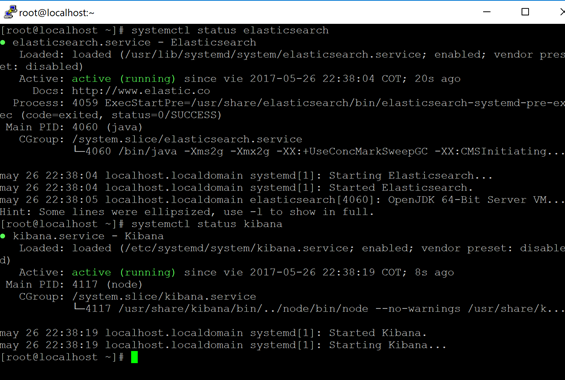 root@localhost:~
[root@localhost ~]# systemctl status elasticsearch
● elasticsearch.service - Elasticsearch
Loaded: loaded (/usr/lib/systemd/system/elasticsearch.service; enabled; vendor pres
et: disabled)
Active: active (running) since vie 2017-05-26 22:38:04 COT; 20s ago
Docs: http://www.elastic.co
Process: 4059 ExecStartPre=/usr/share/elasticsearch/bin/elasticsearch-systemd-pre-ex
ec (code=exited, status=0/SUCCESS)
Main PID: 4060 (java)
CGroup: /system.slice/elasticsearch.service
└─4060 /bin/java -Xms2g -Xmx2g -XX:+UseConcMarkSweepGC -XX:CMSInitiating...
may 26 22:38:04 localhost.localdomain systemd[1]: Starting Elasticsearch...
may 26 22:38:04 localhost.localdomain systemd[1]: Started Elasticsearch.
may 26 22:38:05 localhost.localdomain elasticsearch[4060]: OpenJDK 64-Bit Server VM...
Hint: Some lines were ellipsized, use -l to show in full.
[root@localhost ~]# systemctl status kibana
● kibana.service - Kibana
Loaded: loaded (/etc/systemd/system/kibana.service; enabled; vendor preset: disable
d)
Active: active (running) since vie 2017-05-26 22:38:19 COT; 8s ago
Main PID: 4117 (node)
CGroup: /system.slice/kibana.service
└─4117 /usr/share/kibana/bin/../node/bin/node --no-warnings /usr/share/k...
may 26 22:38:19 localhost.localdomain systemd[1]: Started Kibana.
may 26 22:38:19 localhost.localdomain systemd[1]: Starting Kibana...
[root@localhost ~]#